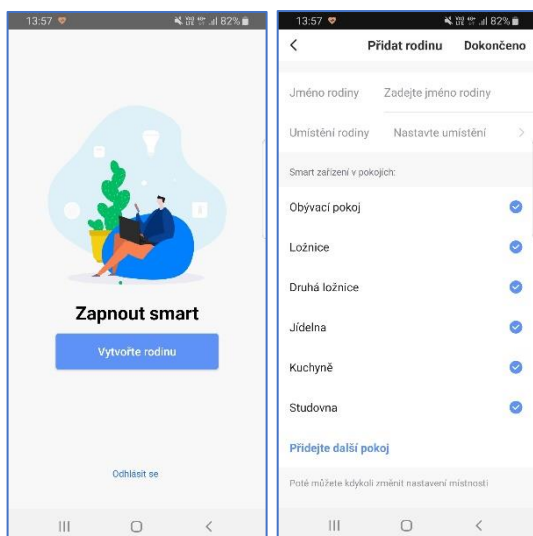 13:57 82%
Zapnout smart
Vytvořte rodinu
Odhlásit se
13:57 82%
Přidat rodinu Dokončeno
Jméno rodiny Zadejte jméno rodiny
Umístění rodiny Nastavte umístění
Smart zařízení v pokojích:
Obývací pokoj
Ložnice
Druhá ložnice
Jídelna
Kuchyně
Studovna
Přidejte další pokoj
Poté můžete kdykoli změnit nastavení místnosti